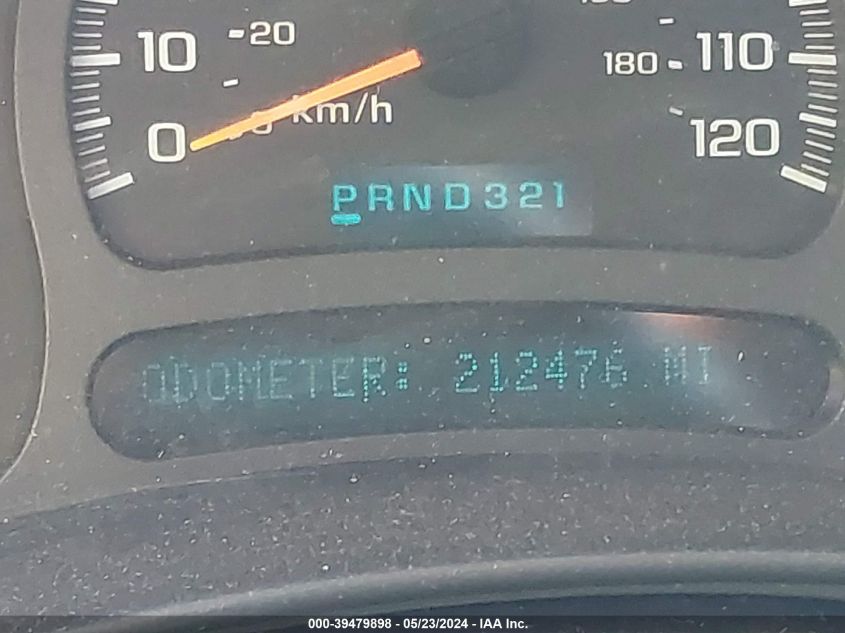 10 20 180 110
0 km/h 120
PRND321
ODOMETER: 212476 MI
000-39479898 - 05/23/2024 - IAA Inc.